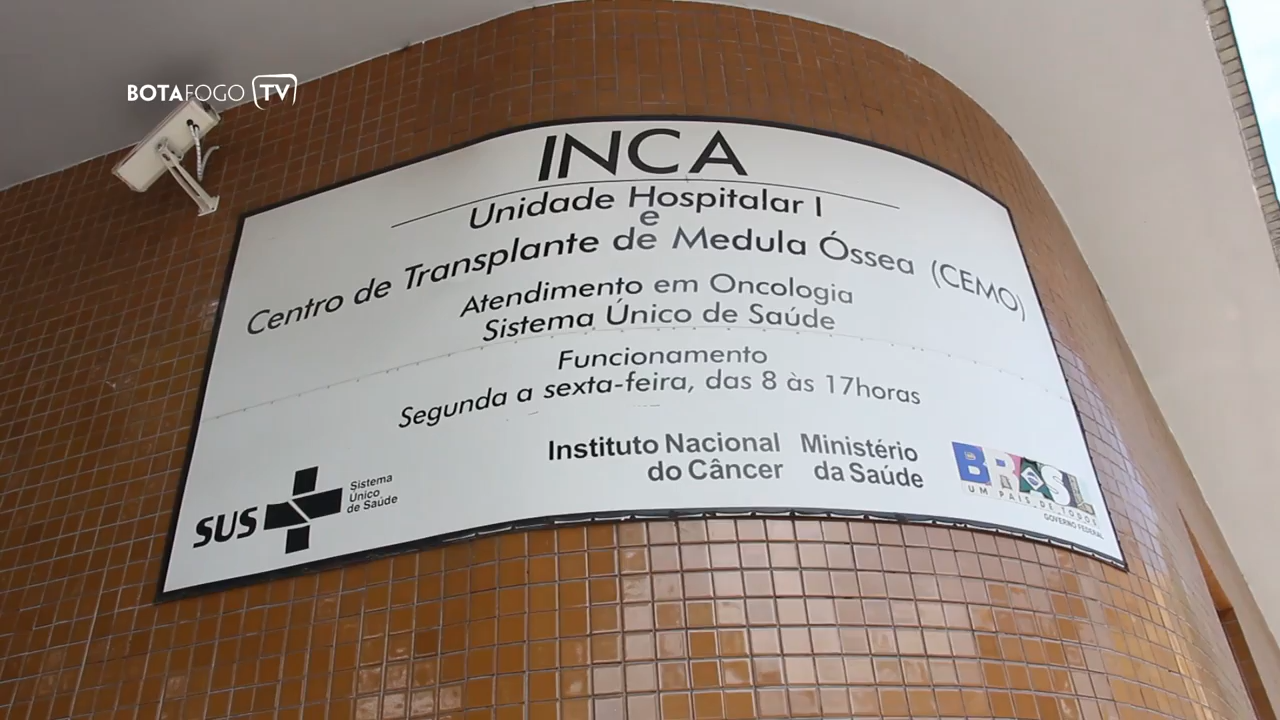 BOTAFOGO TV
INCA
Unidade Hospitalar I
e
Centro de Transplante de Medula Óssea (CEMO)
Atendimento em Oncologia
Sistema Único de Saúde
Funcionamento
Segunda a sexta-feira, das 8 às 17horas
Instituto Nacional
do Câncer
Ministério
da Saúde
SUS
Sistema
Único
de Saúde
BRASIL
UM PAÍS DE TODOS
GOVERNO FEDERAL